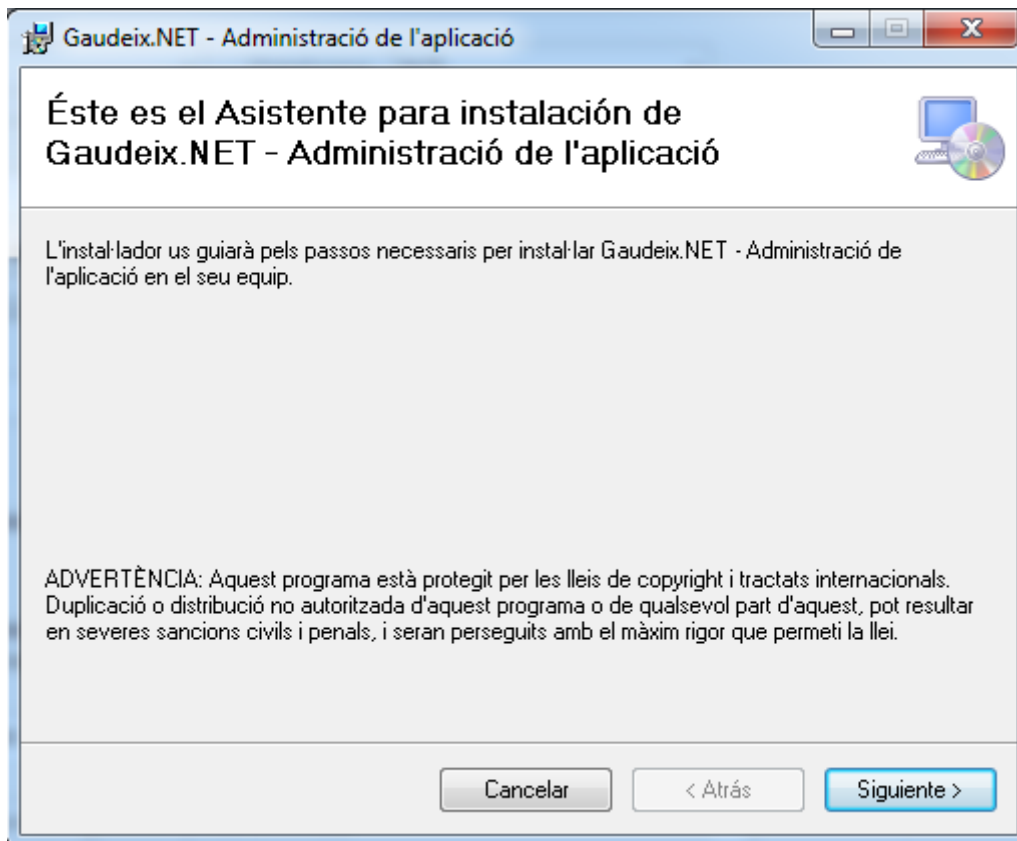 Gaudeix.NET - Administració de l'aplicació
Éste es el Asistente para instalación de
Gaudeix.NET - Administració de l'aplicació
L'instal·lador us guiarà pels passos necessaris per instal·lar Gaudeix.NET - Administració de
l'aplicació en el seu equip.
ADVERTÈNCIA: Aquest programa està protegit per les lleis de copyright i tractats internacionals.
Duplicació o distribució no autoritzada d'aquest programa o de qualsevol part d'aquest, pot resultar
en severes sancions civils i penals, i seran perseguits amb el màxim rigor que permeti la llei.
Cancelar
< Atrás
Siguiente >